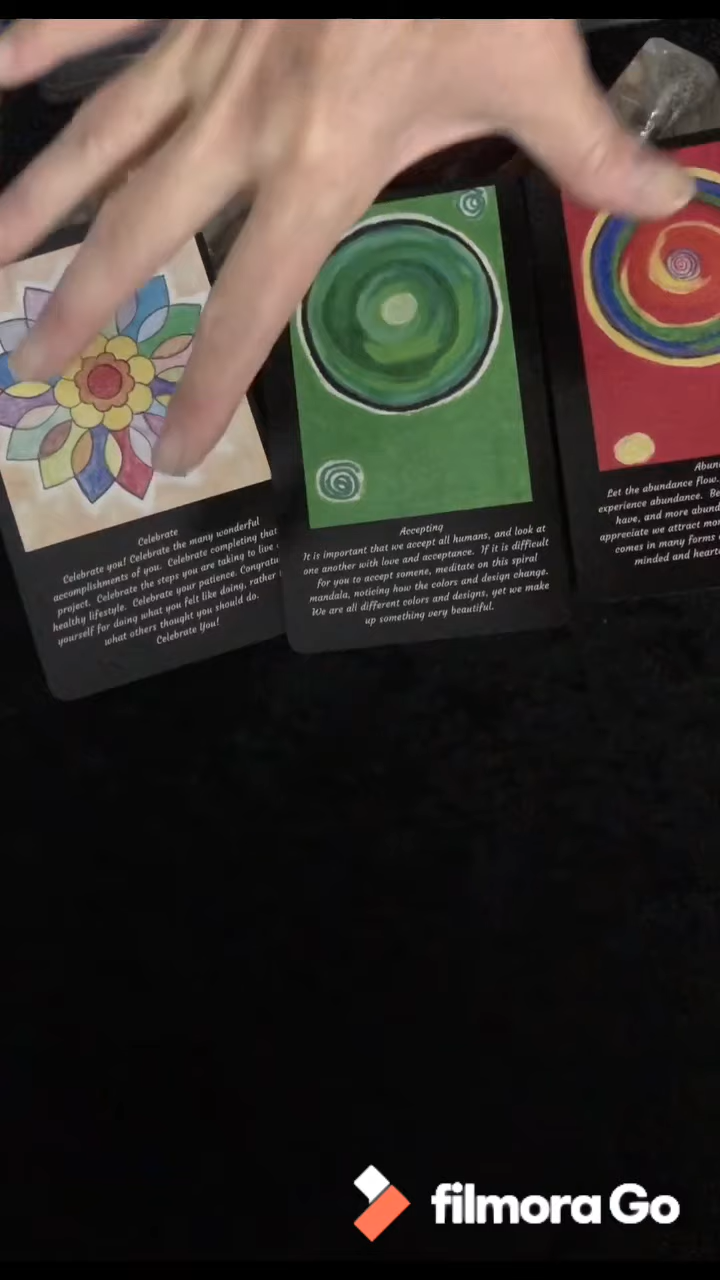 Celebrate
Celebrate you! Celebrate the many wonderful
accomplishments of you. Celebrate completing that
project. Celebrate the steps you are taking to live
healthy lifestyle. Celebrate your patience.
yourself for doing what you felt like doing, rather
what others thought you should do.
Celebrate You!
Accepting
It is important that we accept all humans, and look at
one another with love and acceptance. If it is difficult
for you to accept somene, meditate on this spiral
mandala, noticing how the colors and design change.
We are all different colors and designs, yet we make
up something very beautiful.
Let the abundance flow.
experience abundance.
have, and more
appreciate we attract
comes in many forms
minded and
filmora Go